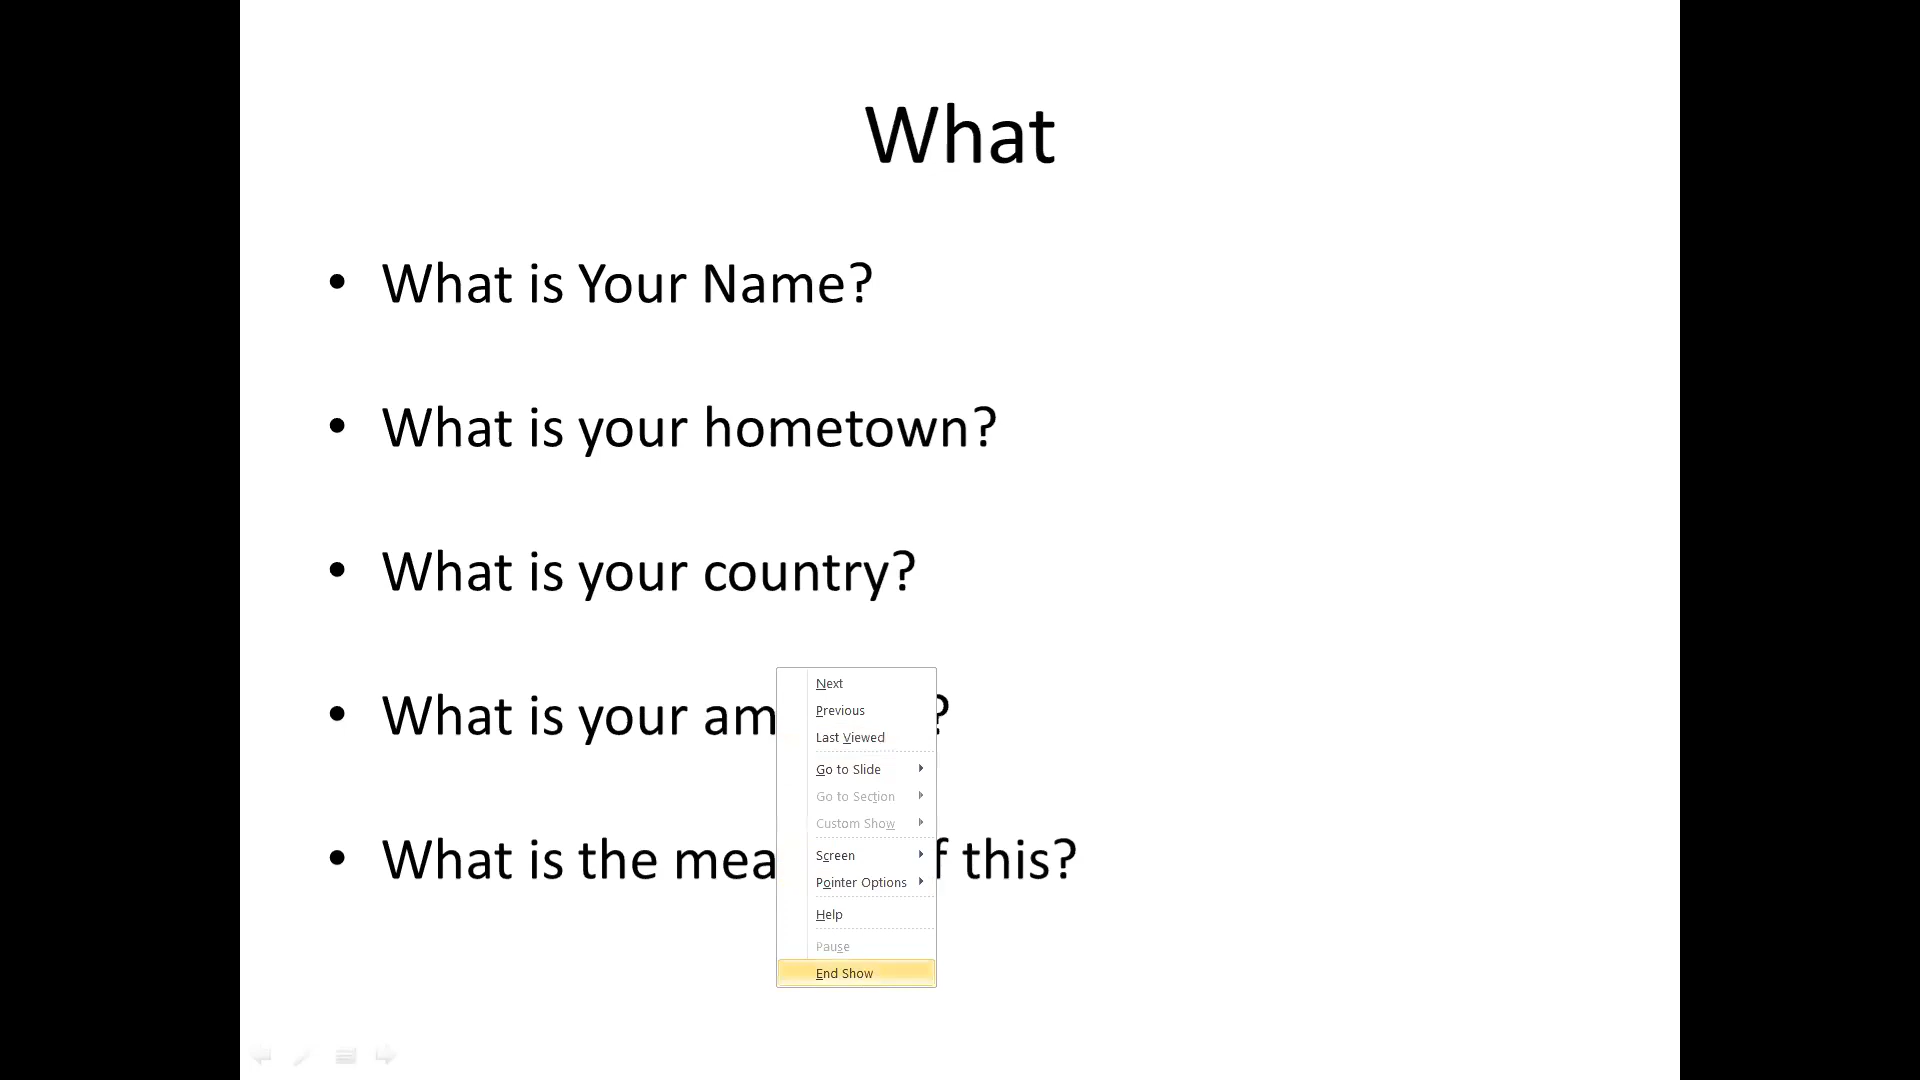 What
• What is Your Name?
• What is your hometown?
• What is your country?
• What is your am ?
• What is the mea f this?
Next
Previous
Last Viewed
Go to Slide
Go to Section
Custom Show
Screen
Pointer Options
Help
Pause
End Show